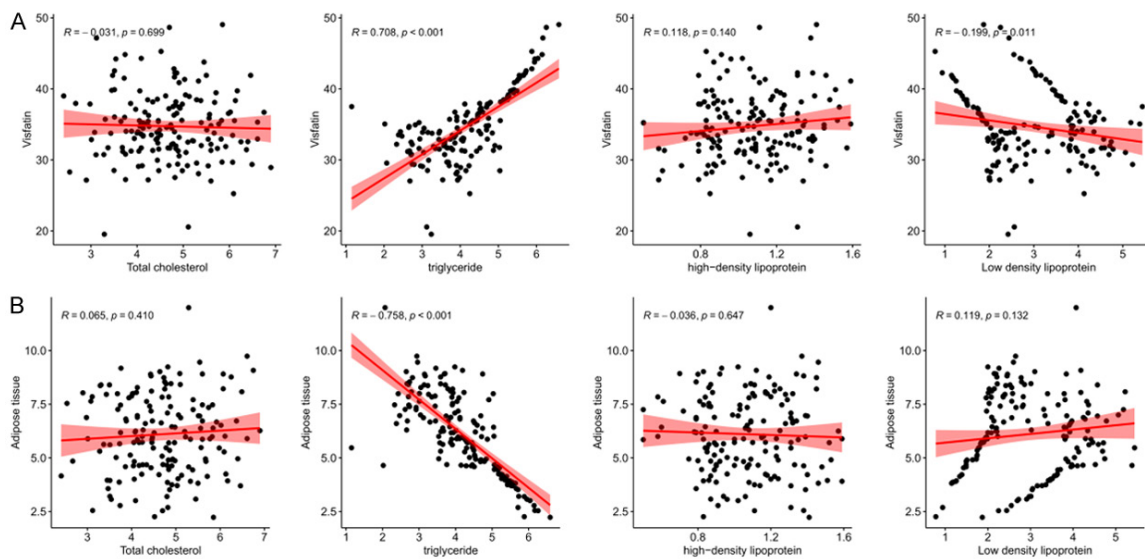 A
R = − 0.031, p = 0.699
R = 0.708, p < 0.001
R = 0.118, p = 0.140
R = − 0.199, p = 0.011
Visfatin
50
40
30
20
3 4 5 6 7
Total cholesterol
Visfatin
50
40
30
20
1 2 3 4 5 6
triglyceride
Visfatin
50
40
30
20
0.8 1.2 1.6
high−density lipoprotein
Visfatin
50
40
30
20
1 2 3 4 5
Low density lipoprotein
B
R = 0.065, p = 0.410
R = − 0.758, p < 0.001
R = − 0.036, p = 0.647
R = 0.119, p = 0.132
Adipose tissue
10.0
7.5
5.0
2.5
2 3 4 5 6 7
Total cholesterol
Adipose tissue
10.0
7.5
5.0
2.5
1 2 3 4 5 6
triglyceride
Adipose tissue
10.0
7.5
5.0
2.5
0.8 1.2 1.6
high−density lipoprotein
Adipose tissue
10.0
7.5
5.0
2.5
1 2 3 4 5
Low density lipoprotein